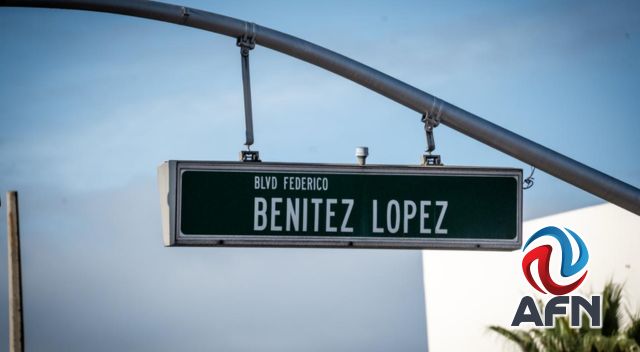 BLVD FEDERICO
BENITEZ LOPEZ
AFN